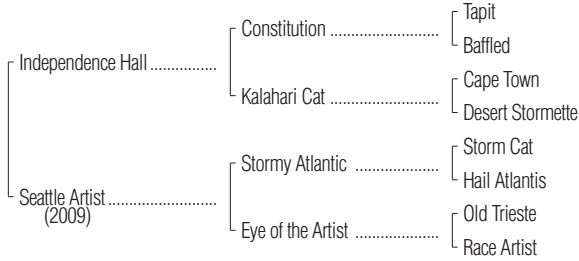 Tapit
Constitution ....................
Baffled
Independence Hall ................
Cape Town
Kalahari Cat ....................
Desert Stormette
Storm Cat
Stormy Atlantic ................
Hail Atlantis
Seattle Artist ....................
(2009)
Old Trieste
Eye of the Artist ................
Race Artist